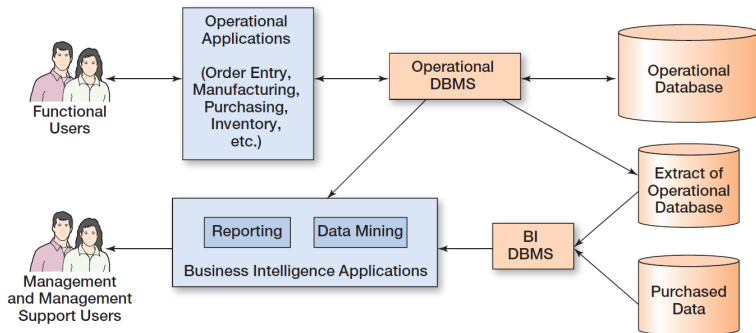 Operational
Applications
(Order Entry,
Manufacturing,
Purchasing,
Inventory,
etc.)
Functional
Users
Operational
DBMS
Operational
Database
Extract of
Operational
Database
Reporting
Data Mining
Business Intelligence Applications
BI
DBMS
Management
and Management
Support Users
Purchased
Data